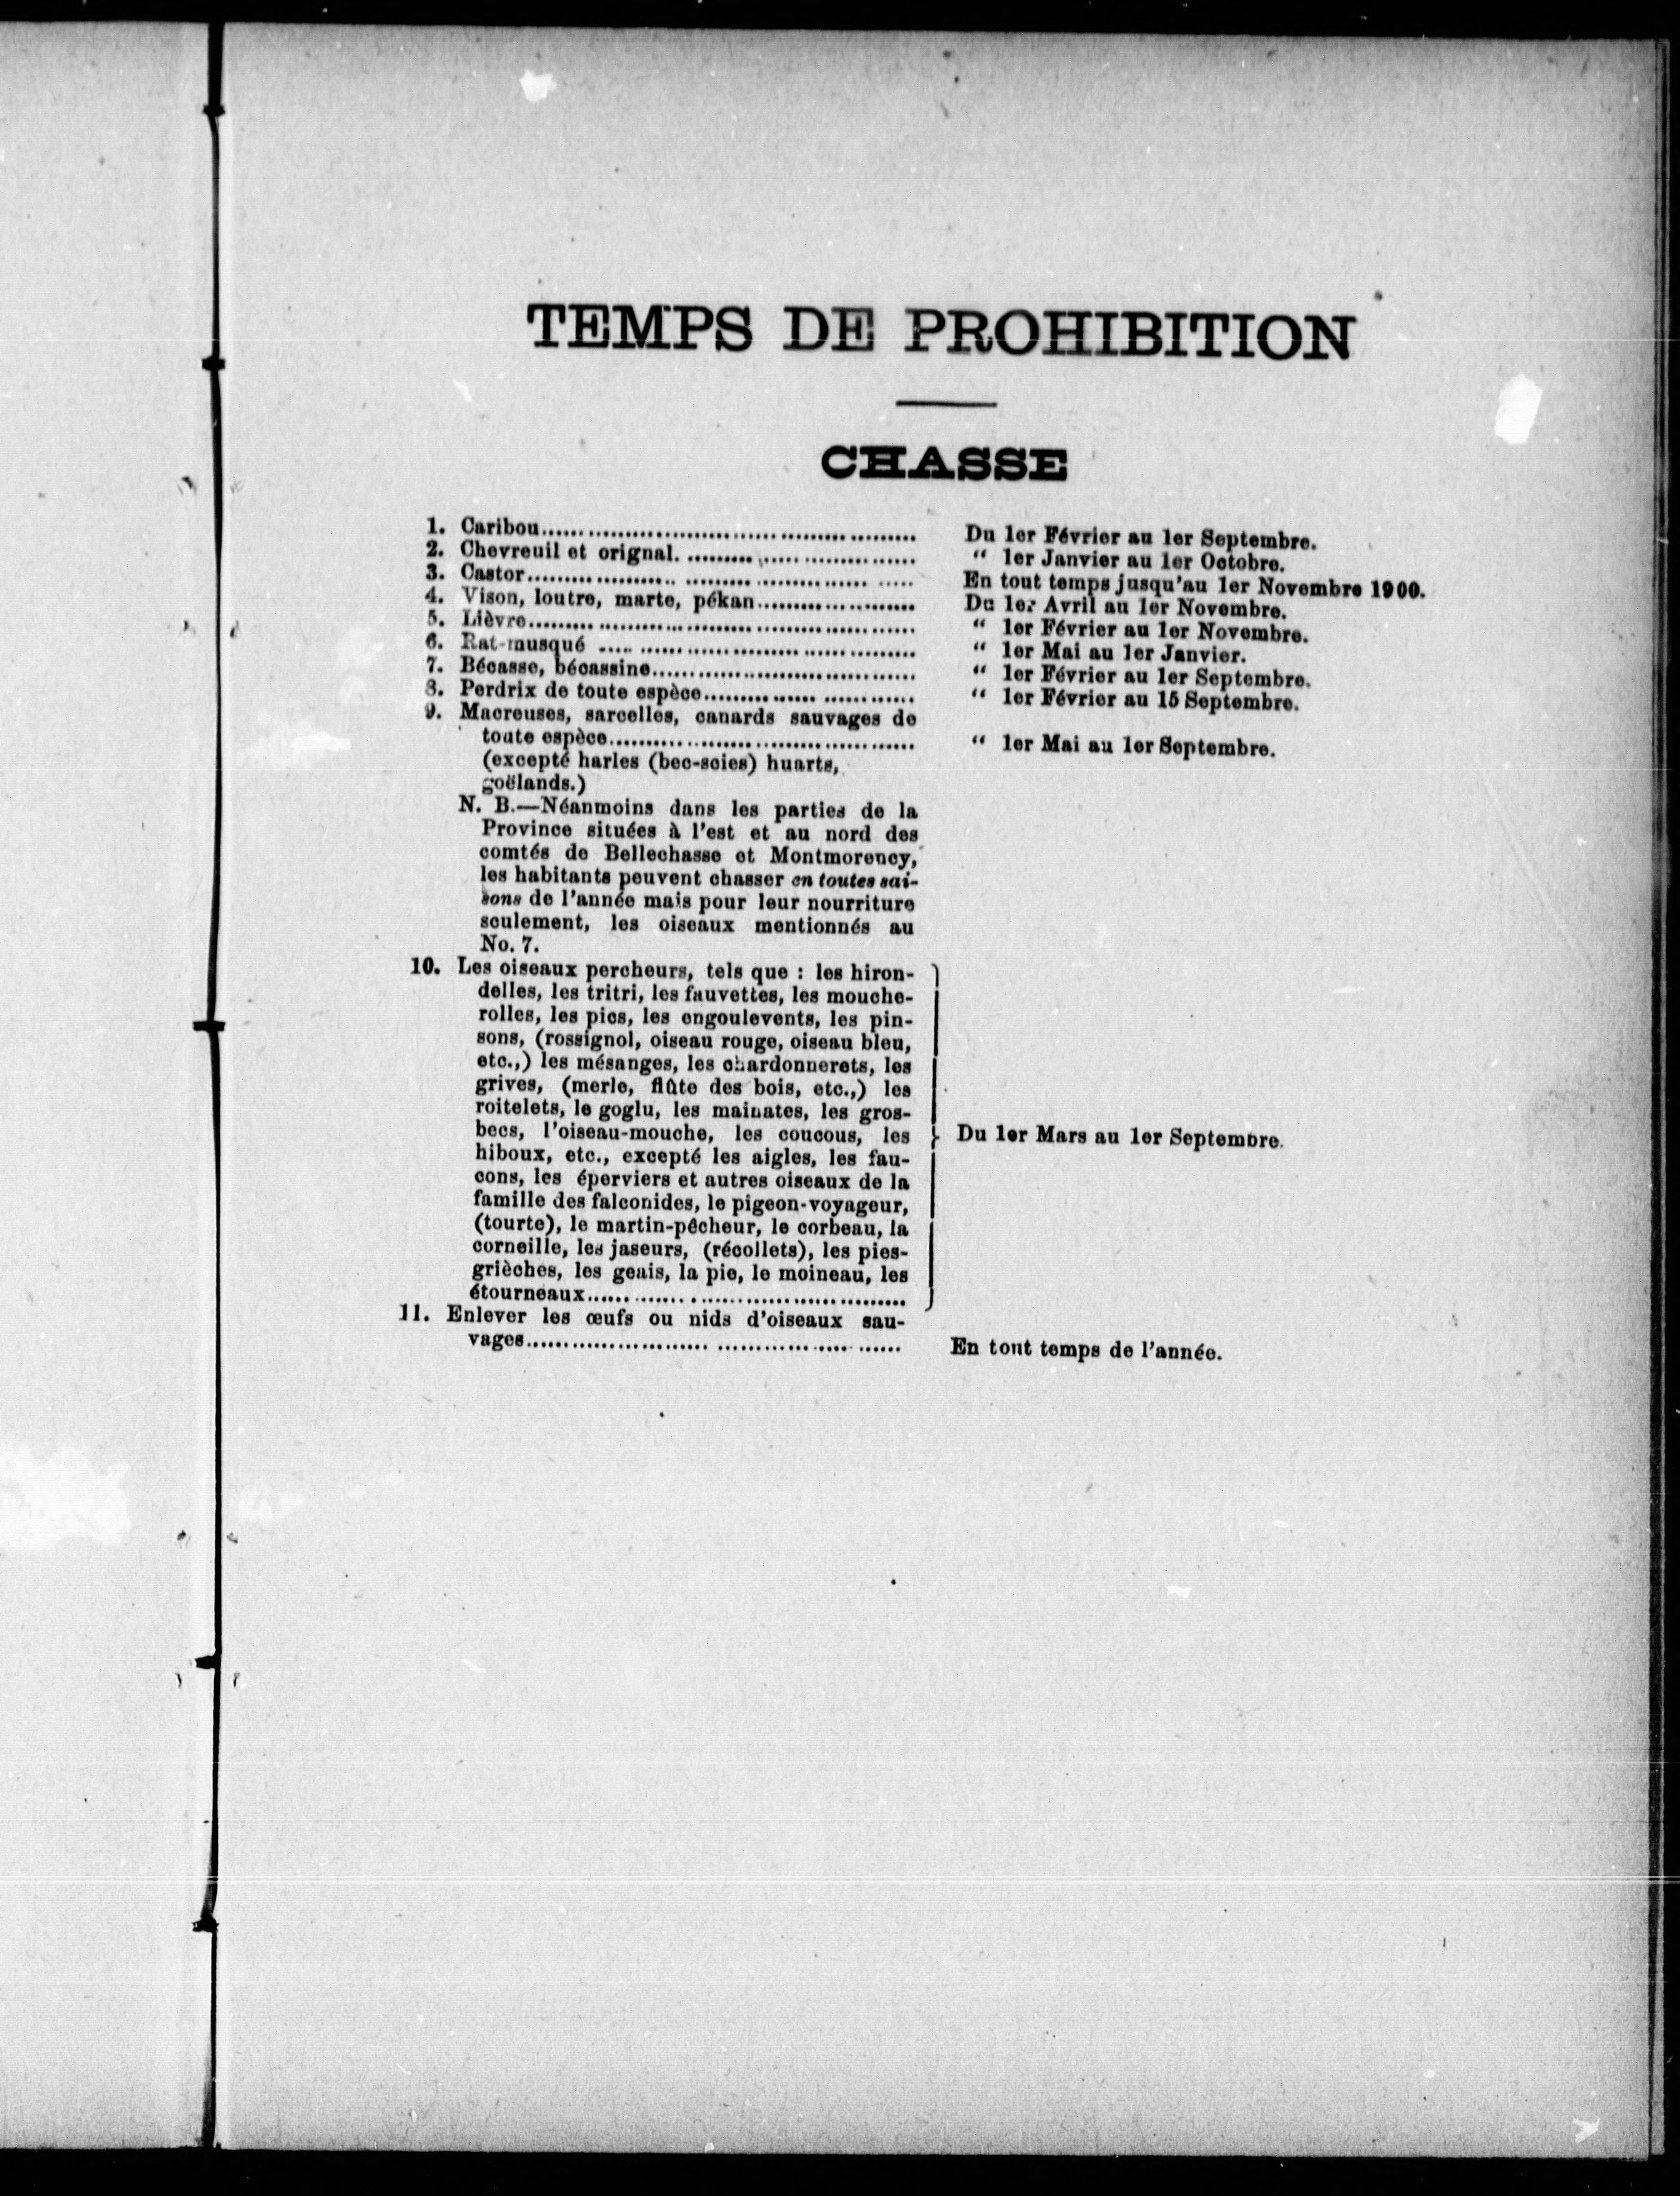 TEMPS DE PROHIBITION
CHASSE
1. Caribou........................................ Du 1er Février au 1er Septembre.
2. Chevreuil et orignal. ........................................ “ 1er Janvier au 1er Octobre.
3. Castor........................................ En tout temps jusqu'au 1er Novembre 1900.
4. Vison, loutre, marte, pékan.................... Du 1er Avril au 1er Novembre.
5. Lièvre........................................ “ 1er Février au 1er Novembre.
6. Rat-musqué ........................................ “ 1er Mai au 1er Janvier.
7. Bécasse, bécassine........................................ “ 1er Février au 1er Septembre.
8. Perdrix de toute espèce.............................. “ 1er Février au 15 Septembre.
9. Macreuses, sarcelles, canards sauvages de
toute espèce........................................ “ 1er Mai au 1er Septembre.
(excepté harles (bec-scies) huarts,
goëlands.)
N. B.—Néanmoins dans les parties de la
Province situées à l'est et au nord des
comtés de Bellechasse et Montmorency,
les habitants peuvent chasser en toutes sai-
sons de l'année mais pour leur nourriture
seulement, les oiseaux mentionnés au
No. 7.
10. Les oiseaux percheurs, tels que : les hiron-
delles, les tritri, les fauvettes, les mouche-
rolles, les pics, les engoulevents, les pin-
sons, (rossignol, oiseau rouge, oiseau bleu,
etc.,) les mésanges, les chardonnerets, les
grives, (merle, flûte des bois, etc.,) les
roitelets, le goglu, les mainates, les gros-
becs, l'oiseau-mouche, les coucous, les } Du 1er Mars au 1er Septembre.
hiboux, etc., excepté les aigles, les fau-
cons, les éperviers et autres oiseaux de la
famille des falconides, le pigeon-voyageur,
(tourte), le martin-pêcheur, le corbeau, la
corneille, les jaseurs, (récollets), les pies-
grièches, les geais, la pie, le moineau, les
étourneaux........................................
11. Enlever les œufs ou nids d'oiseaux sau-
vages........................................ En tout temps de l'année.